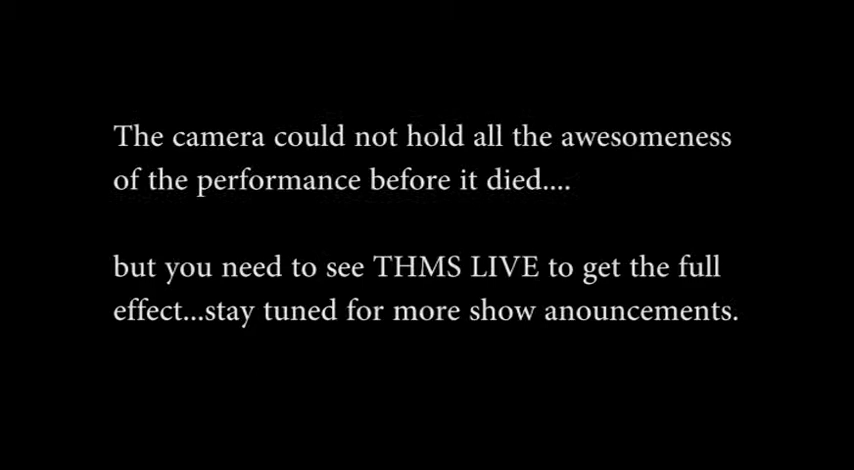 The camera could not hold all the awesomeness
of the performance before it died....
but you need to see THMS LIVE to get the full
effect...stay tuned for more show anouncements.